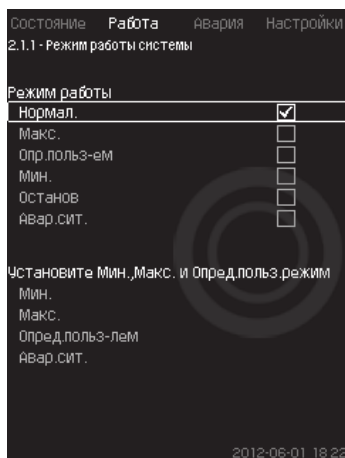 Состояние Работа Авария Настройки
2.1.1 - Режим работы системы
Режим работы
Нормал.
Макс.
Опр.польз-ем
Мин.
Останов
Авар.сит.
Установите Мин.,Макс. и Опред.польз.режим
Мин.
Макс.
Опред.польз-лем
Авар.сит.
2012-06-01 18:22